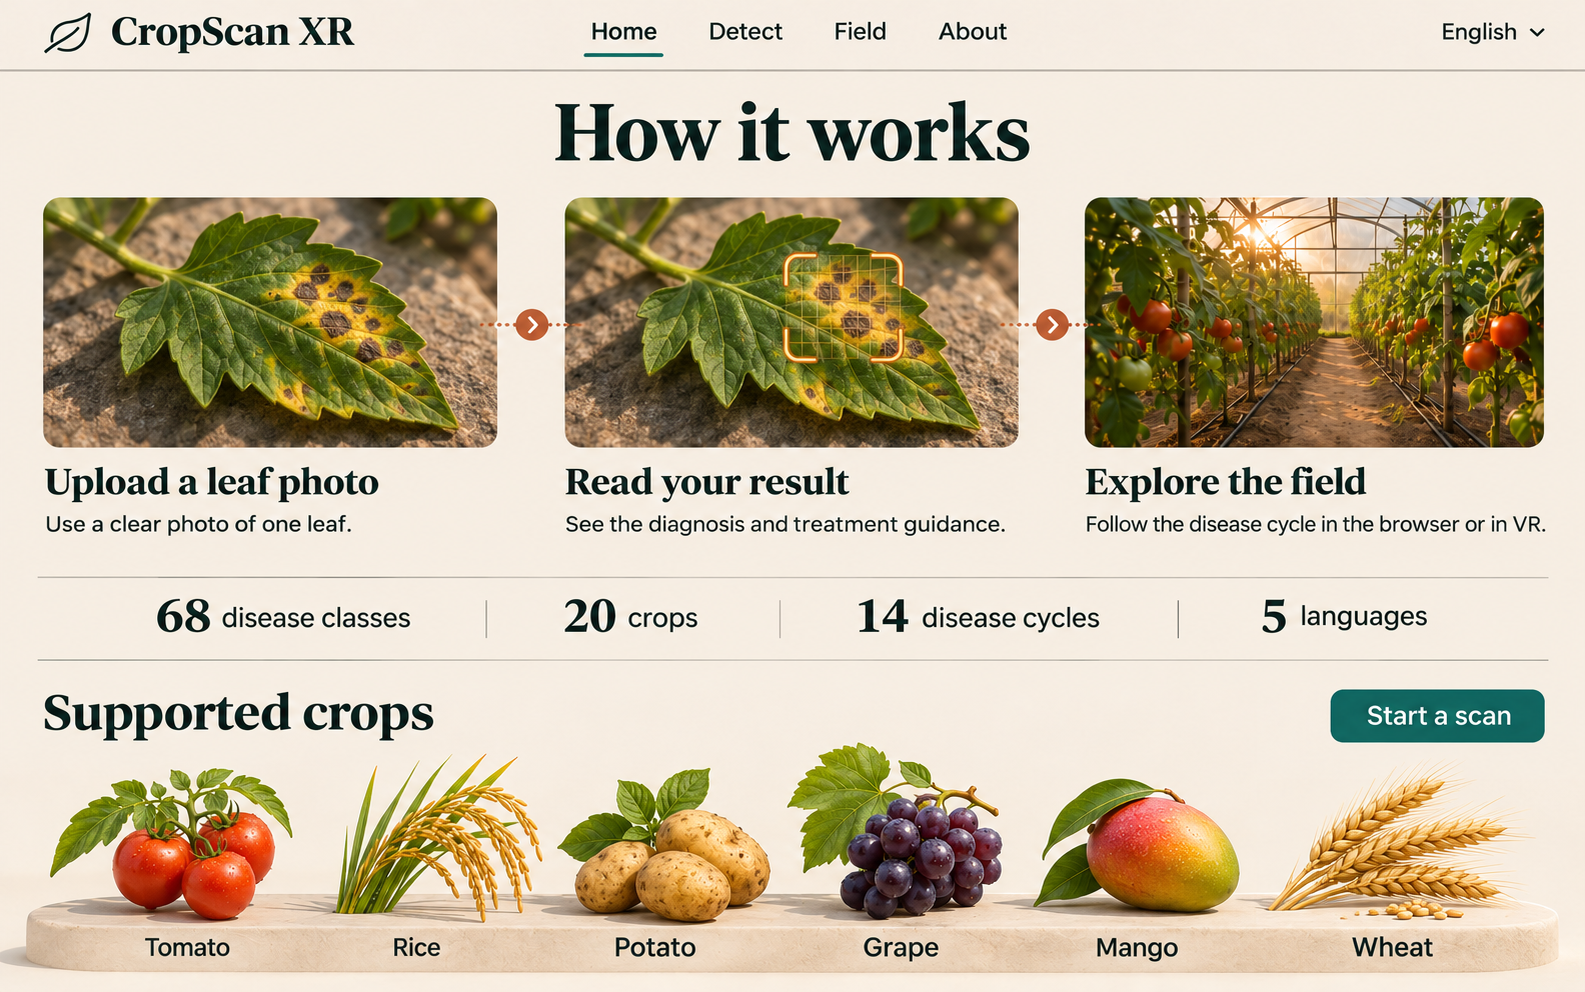 CropScan XR
Home
Detect
Field
About
English
How it works
Upload a leaf photo
Use a clear photo of one leaf.
Read your result
See the diagnosis and treatment guidance.
Explore the field
Follow the disease cycle in the browser or in VR.
68 disease classes
20 crops
14 disease cycles
5 languages
Supported crops
Start a scan
Tomato
Rice
Potato
Grape
Mango
Wheat